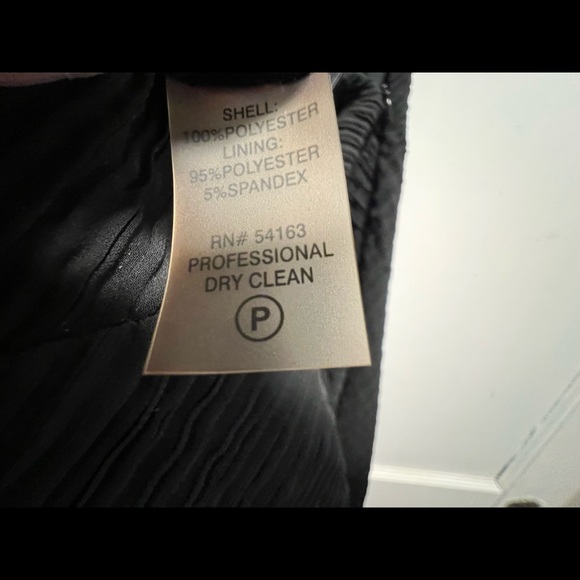 SHELL:
100%POLYESTER
LINING:
95%POLYESTER
5%SPANDEX
RN# 54163
PROFESSIONAL
DRY CLEAN
P